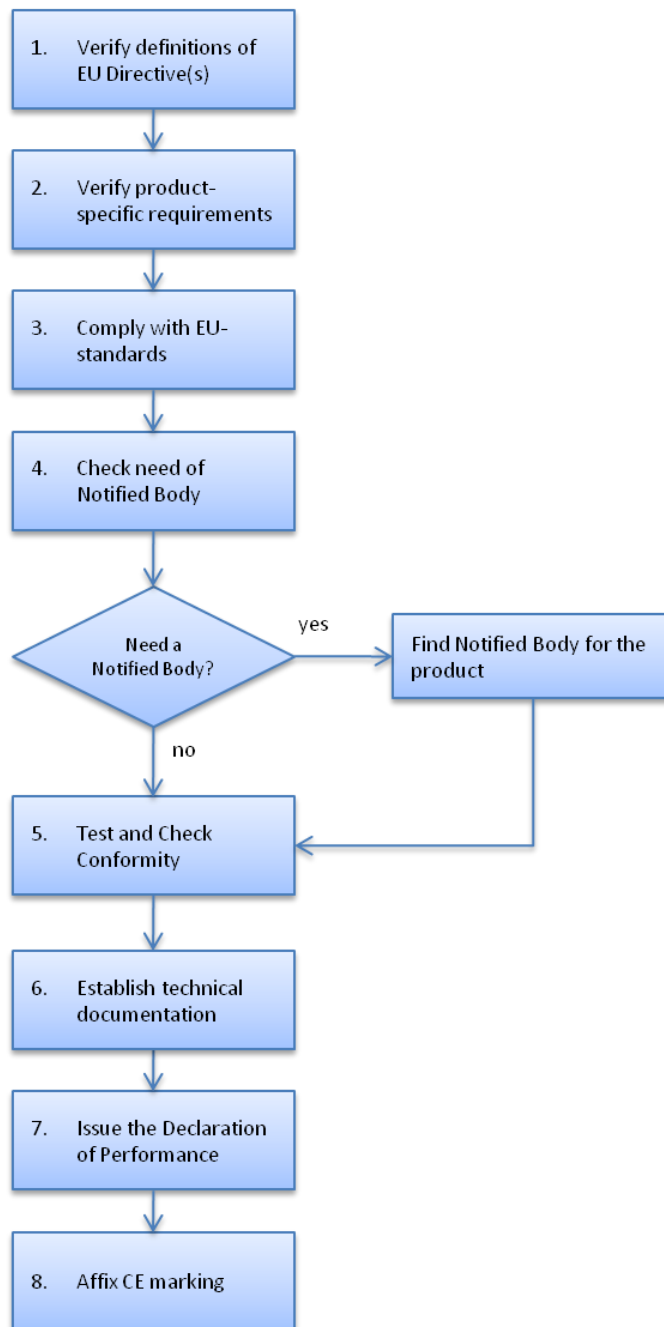 1. Verify definitions of
EU Directive(s)
2. Verify product-
specific requirements
3. Comply with EU-
standards
4. Check need of
Notified Body
Need a
Notified Body?
yes
Find Notified Body for the
product
no
5. Test and Check
Conformity
6. Establish technical
documentation
7. Issue the Declaration
of Performance
8. Affix CE marking